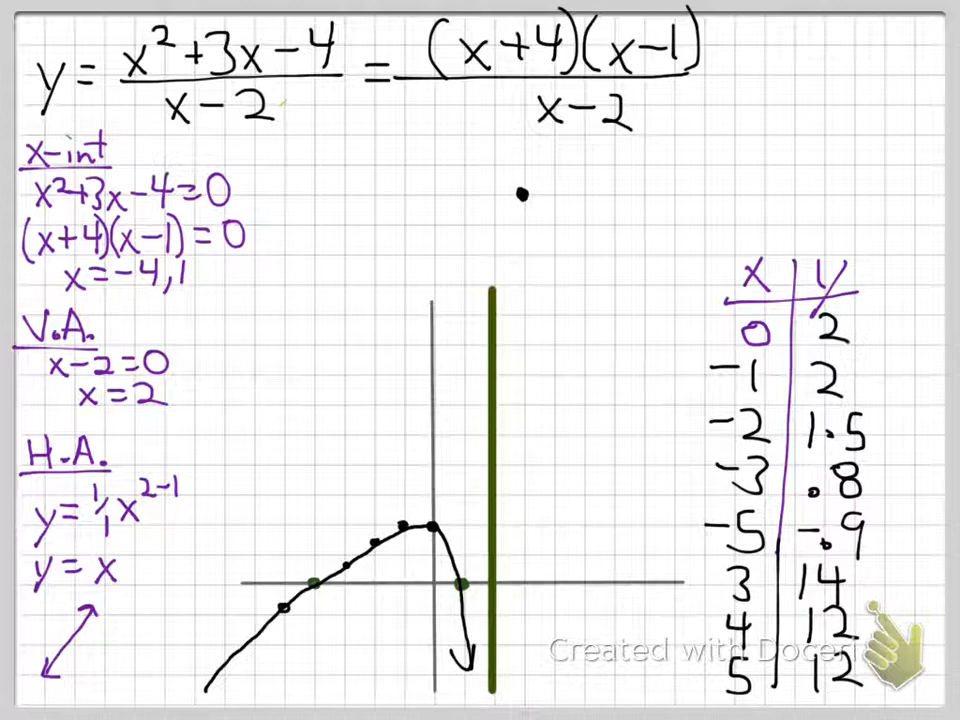 y = x²+3x-4 / x-2 = (x+4)(x-1) / x-2
x-int
x²+3x-4=0
(x+4)(x-1)=0
x=-4,1
V.A.
x-2=0
x=2
H.A.
y=1/1x^(2-1)
y=x
x y
0 2
-1 2
-2 1.5
-3 .8
-5 -.9
3 14
4 12
5 12
Created with Doceri